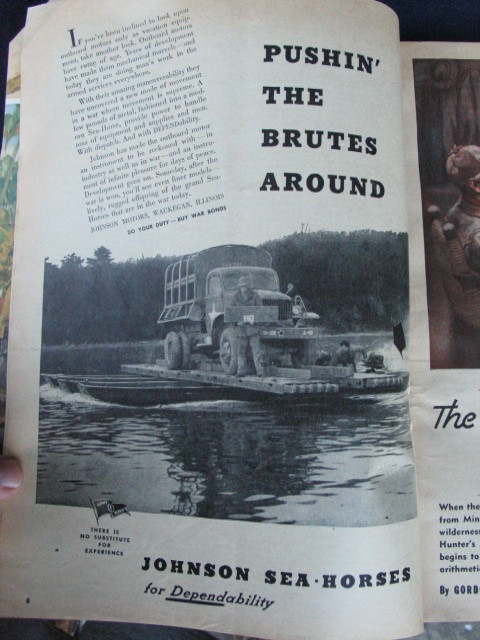 If you've been inclined to look upon
outboard motors only as vacation equip-
ment, take another look. Outboard motors
have come of age. Years of development
have made them mechanical marvels—and
today they are doing man's work in the
armed services everywhere.
With their amazing maneuverability they
have uncovered a new mode of movement
in a war where movement is supreme. A
few pounds of metal, fashioned into a mod-
ern Sea-Horse, provide power to handle
tons of equipment and supplies and men.
With dispatch. And with DEPENDability.
Johnson has made the outboard motor
an instrument to be reckoned with—in
industry as well as in war—and an instru-
ment of infinite pleasure for days of peace.
Development goes on. Someday, after the
war is won, you'll see even finer models—
lively, rugged offspring of the grand Sea-
Horses that are in the war today.
JOHNSON MOTORS, WAUKEGAN, ILLINOIS
DO YOUR DUTY—BUY WAR BONDS
PUSHIN'
THE
BRUTES
AROUND
THERE IS
NO SUBSTITUTE
FOR
EXPERIENCE
JOHNSON SEA-HORSES
for Dependability
8
The
When the
from Min
wilderness
Hunter's
begins to
arithmeti
By GORD